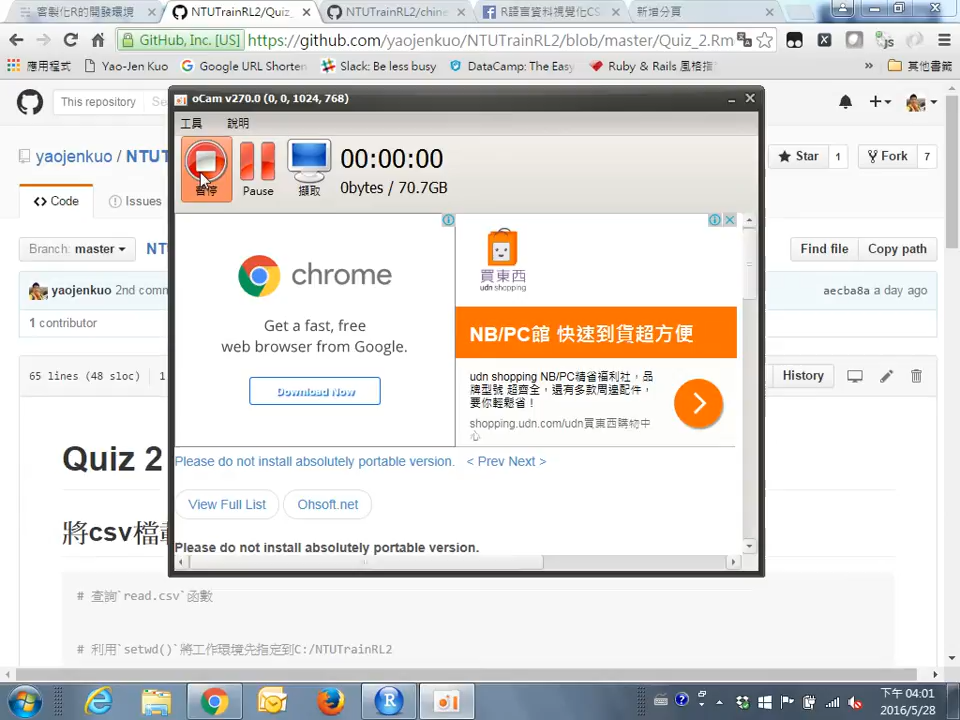 客製化R的開發環境
NTUTrainRL2/Quiz_
NTUTrainRL2/chine
R語言資料視覺化CS
新增分頁
GitHub, Inc. [US]
https://github.com/yaojenkuo/NTUTrainRL2/blob/master/Quiz_2.Rm
應用程式
Yao-Jen Kuo
Google URL Shorten
Slack: Be less busy
DataCamp: The Easy
Ruby & Rails 風格指
»
其他書籤
oCam v270.0 (0, 0, 1024, 768)
This repository
Se
工具
說明
yaojenkuo / NTUT
Star
1
Fork
7
00:00:00
0bytes / 70.7GB
暫停
Pause
擷取
Code
Issues
Branch: master
NT
Find file
Copy path
chrome
買東西
udn shopping
yaojenkuo 2nd comm
aecba8a a day ago
1 contributor
Get a fast, free
web browser from Google.
NB/PC館 快速到貨超方便
65 lines (48 sloc)
1
History
Download Now
udn shopping NB/PC精省福利社，品
牌型號 超齊全，還有多款周邊配件，
要你輕鬆省！
shopping.udn.com/udn買東西購物中
心
Quiz 2
Please do not install absolutely portable version.
< Prev Next >
View Full List
Ohsoft.net
將csv檔
Please do not install absolutely portable version.
# 查詢`read.csv`函數
# 利用`setwd()`將工作環境先指定到C:/NTUTrainRL2
下午 04:01
2016/5/28